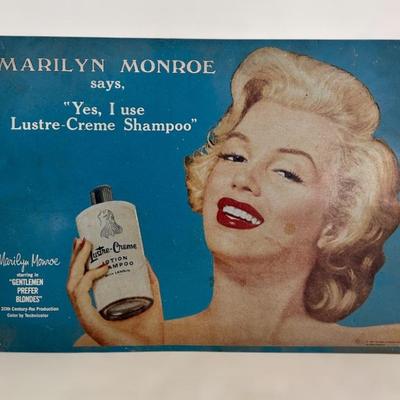 MARILYN MONROE
says,
"Yes, I use
Lustre-Creme Shampoo"
Lustre-Creme
LOTION
SHAMPOO
Marilyn Monroe
starring in
"GENTLEMEN
PREFER
BLONDES"
20th Century-Fox Production
Color by Technicolor